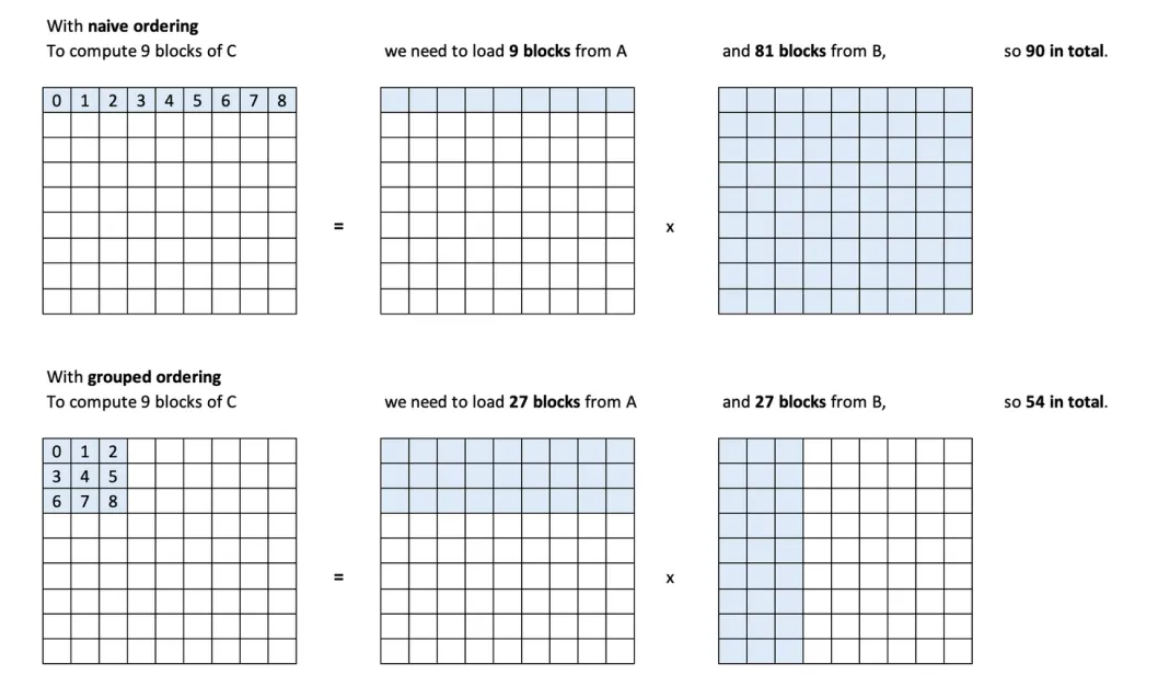 With naive ordering
To compute 9 blocks of C
we need to load 9 blocks from A
and 81 blocks from B,
so 90 in total.
0 1 2 3 4 5 6 7 8
=
x
With grouped ordering
To compute 9 blocks of C
we need to load 27 blocks from A
and 27 blocks from B,
so 54 in total.
0 1 2
3 4 5
6 7 8
=
x